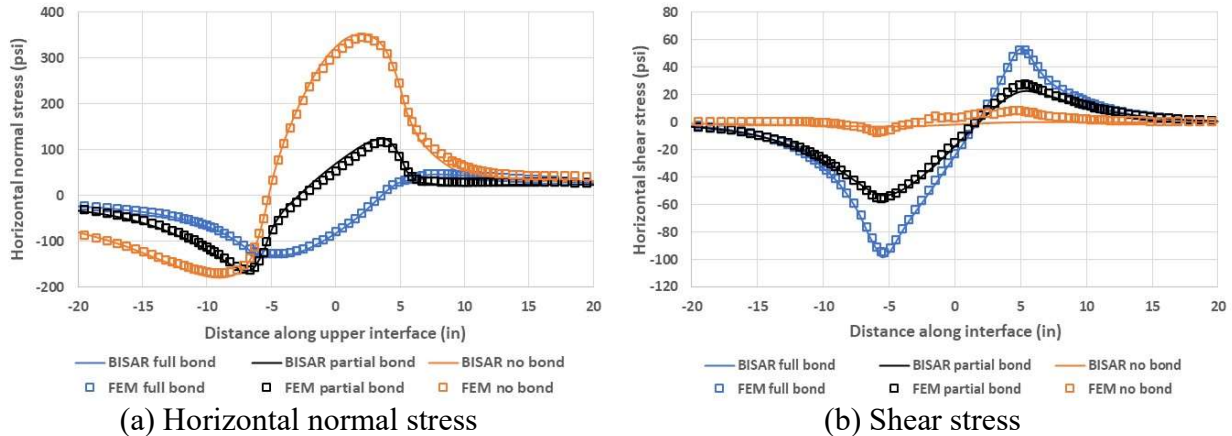 400
300
200
100
0
-100
-200
Horizontal normal stress (psi)
-20 -15 -10 -5 0 5 10 15 20
Distance along upper interface (in)
BISAR full bond BISAR partial bond BISAR no bond
FEM full bond FEM partial bond FEM no bond
(a) Horizontal normal stress
80
60
40
20
0
-20
-40
-60
-80
-100
-120
Horizontal shear stress (psi)
-20 -15 -10 -5 0 5 10 15 20
Distance along interface (in)
BISAR full bond BISAR partial bond BISAR no bond
FEM full bond FEM partial bond FEM no bond
(b) Shear stress